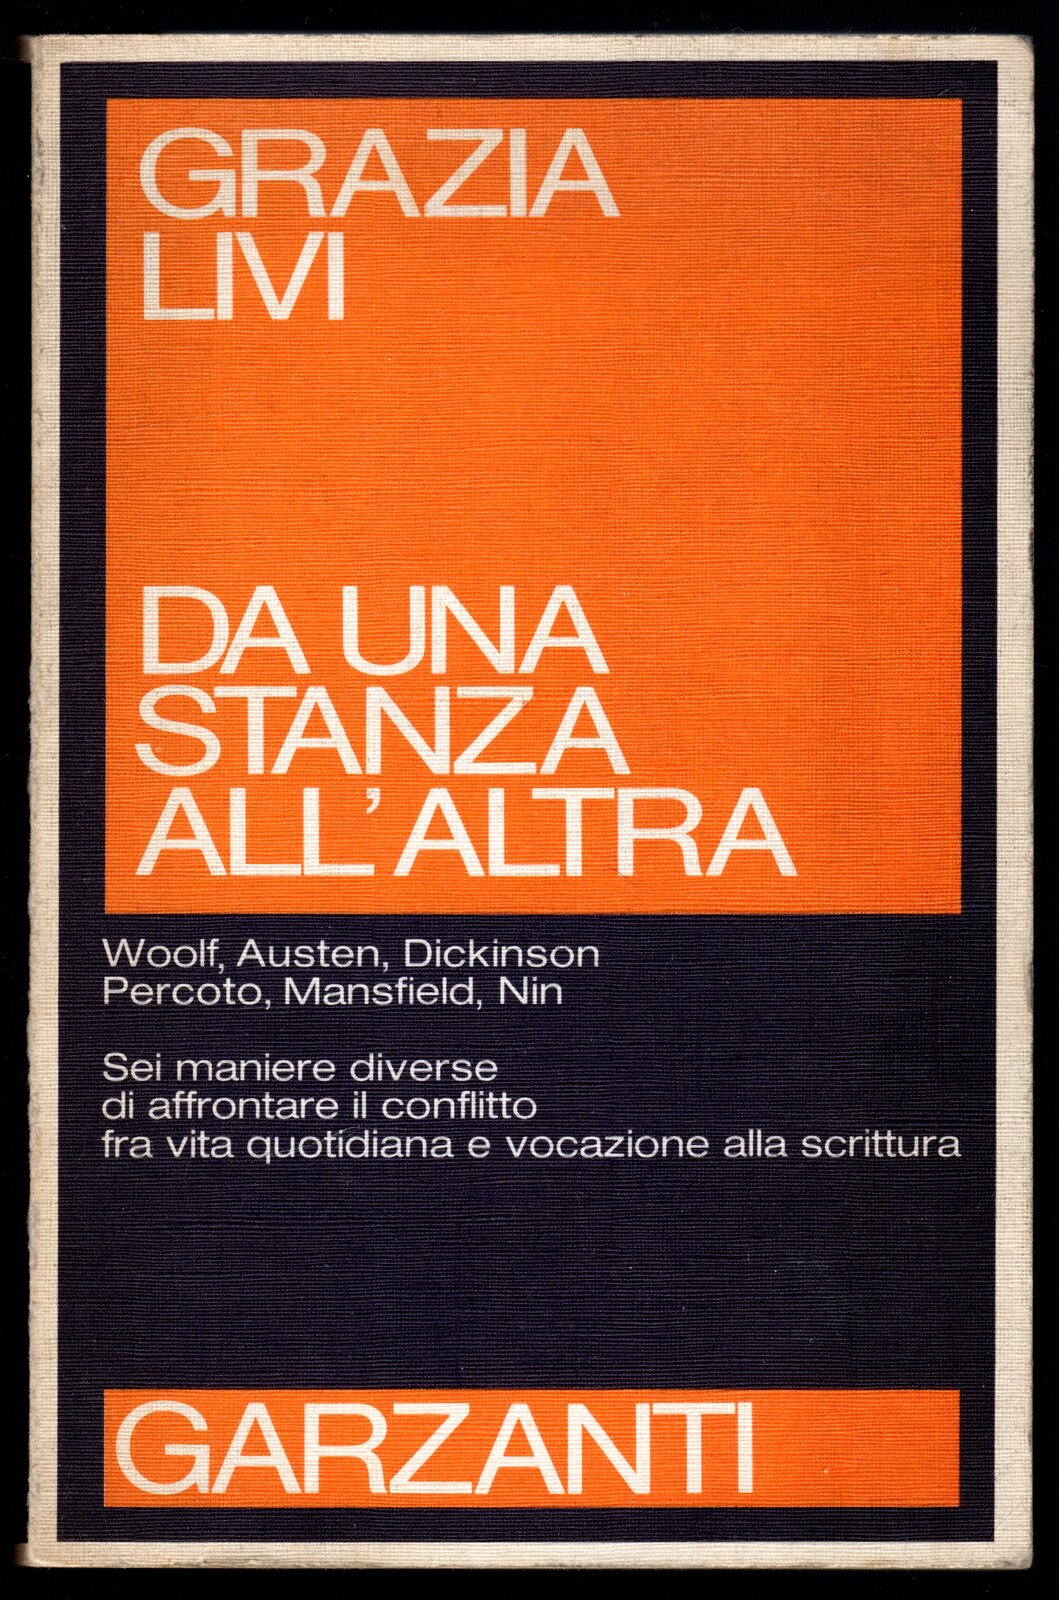 GRAZIA
LIVI
DA UNA
STANZA
ALL'ALTRA
Woolf, Austen, Dickinson
Percoto, Mansfield, Nin
Sei maniere diverse
di affrontare il conflitto
fra vita quotidiana e vocazione alla scrittura
GARZANTI